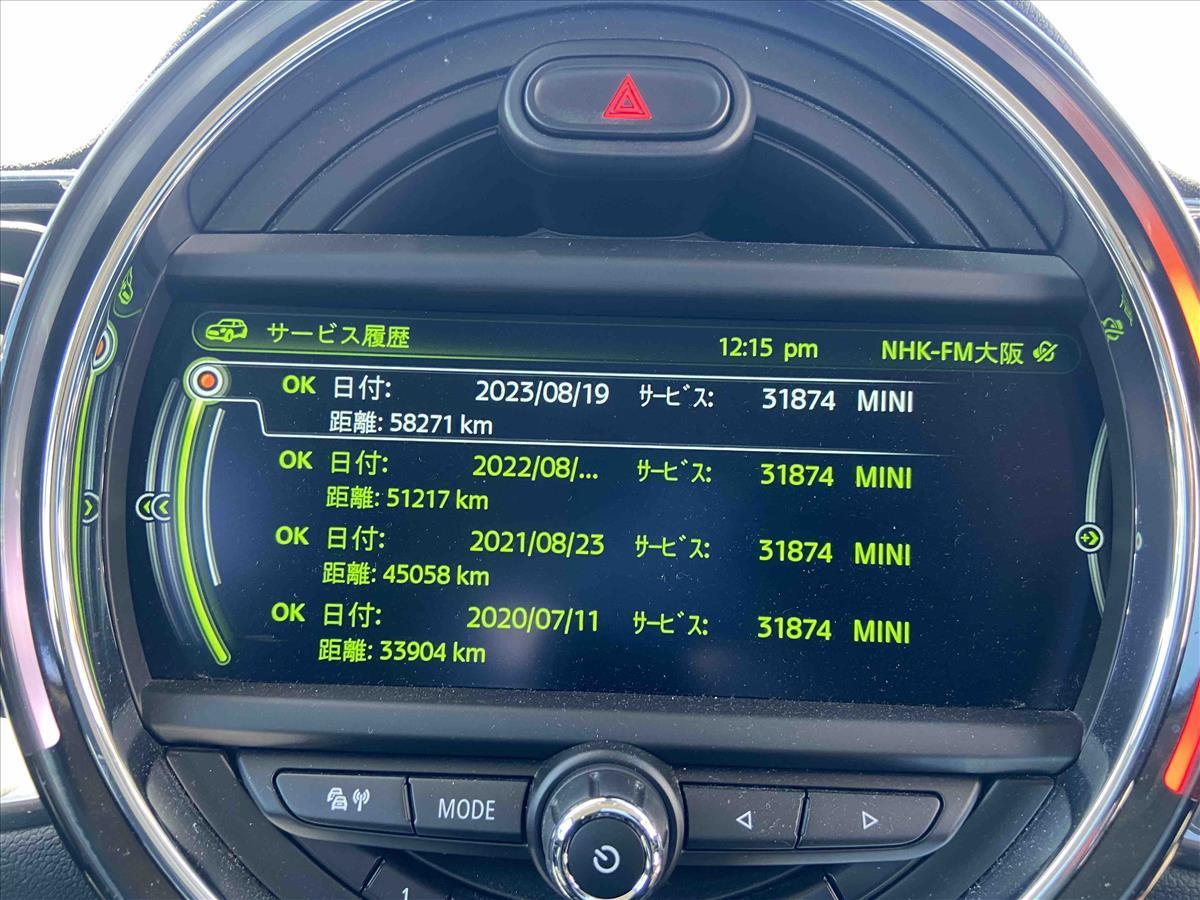 サービス履歴 12:15 pm NHK-FM大阪
OK 日付: 2023/08/19 ｻｰﾋﾞｽ: 31874 MINI
距離: 58271 km
OK 日付: 2022/08/... ｻｰﾋﾞｽ: 31874 MINI
距離: 51217 km
OK 日付: 2021/08/23 ｻｰﾋﾞｽ: 31874 MINI
距離: 45058 km
OK 日付: 2020/07/11 ｻｰﾋﾞｽ: 31874 MINI
距離: 33904 km
MODE
1